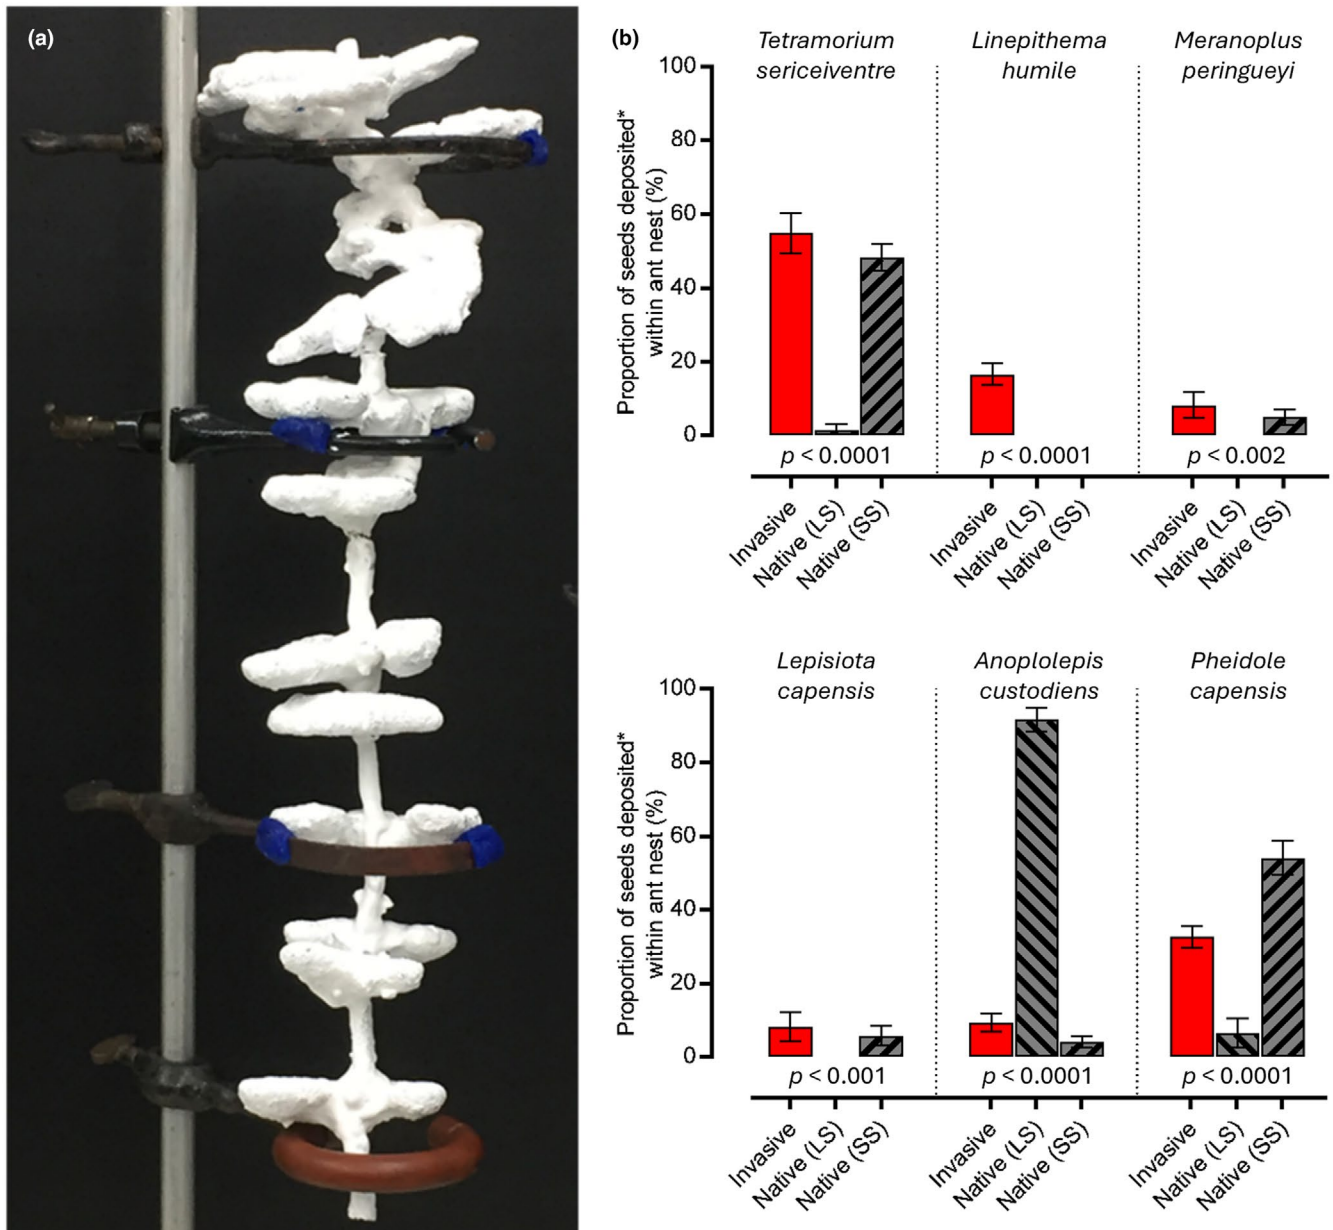 (a)
(b)
Tetramorium
sericeiventre
Linepithema
humile
Meranoplus
peringueyi
Proportion of seeds deposited*
within ant nest (%)
100
80
60
40
20
0
p < 0.0001
p < 0.0001
p < 0.002
Invasive
Native (LS)
Native (SS)
Invasive
Native (LS)
Native (SS)
Invasive
Native (LS)
Native (SS)
Lepisiota
capensis
Anoplolepis
custodiens
Pheidole
capensis
Proportion of seeds deposited*
within ant nest (%)
100
80
60
40
20
0
p < 0.001
p < 0.0001
p < 0.0001
Invasive
Native (LS)
Native (SS)
Invasive
Native (LS)
Native (SS)
Invasive
Native (LS)
Native (SS)